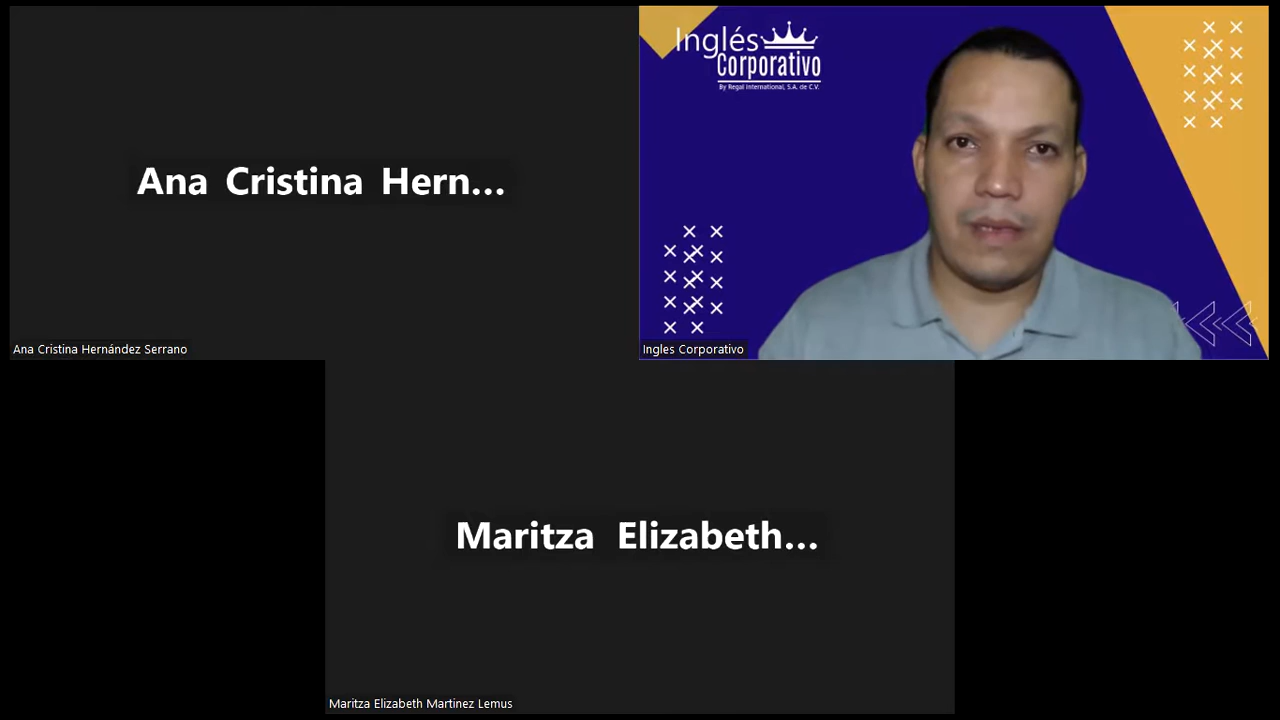 Ana Cristina Hern...
Ana Cristina Hernández Serrano
Inglés
Corporativo
By Regal International, S.A. de C.V.
Ingles Corporativo
Maritza Elizabeth...
Maritza Elizabeth Martinez Lemus